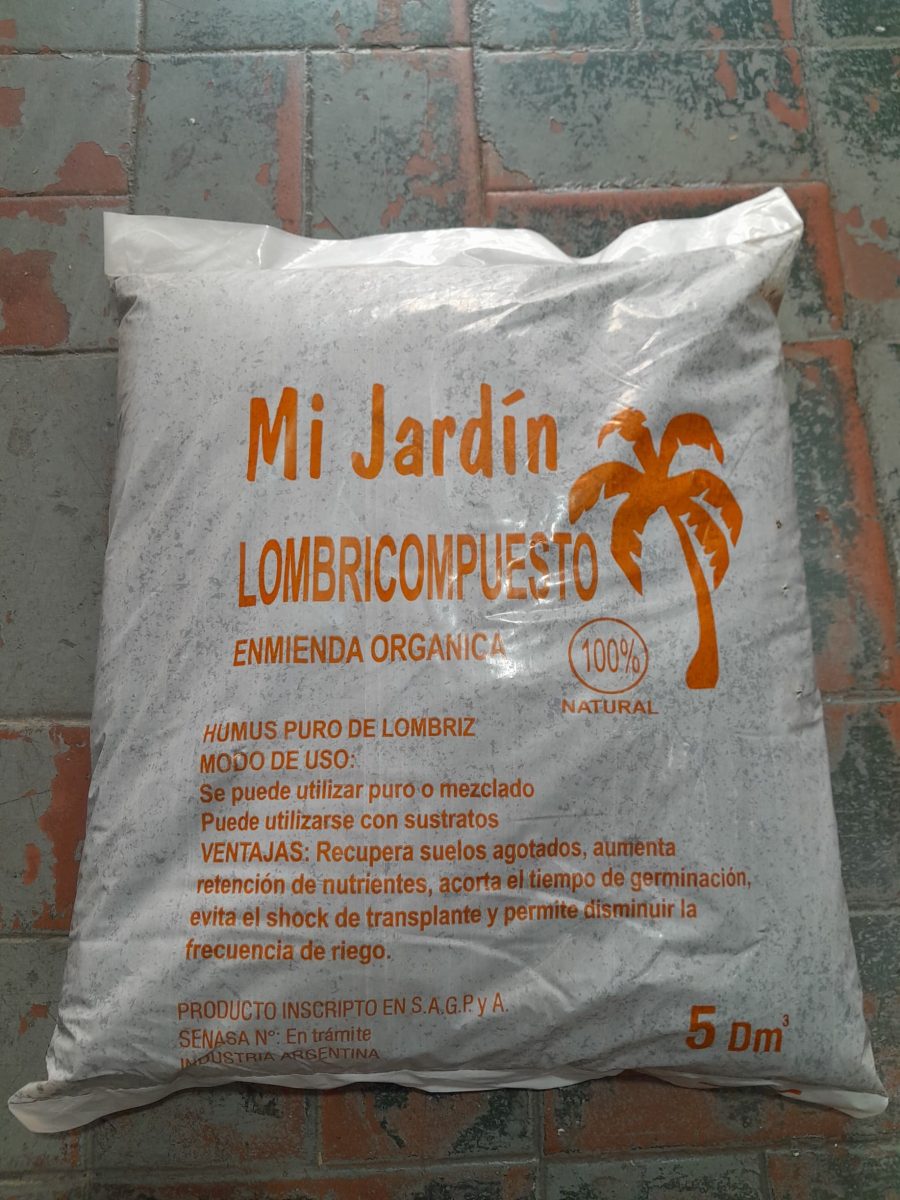 Mi Jardín
LOMBRICOMPUESTO
ENMIENDA ORGANICA
100%
NATURAL
HUMUS PURO DE LOMBRIZ
MODO DE USO:
Se puede utilizar puro o mezclado
Puede utilizarse con sustratos
VENTAJAS: Recupera suelos agotados, aumenta
retención de nutrientes, acorta el tiempo de germinación,
evita el shock de transplante y permite disminuir la
frecuencia de riego.
PRODUCTO INSCRIPTO EN S.A.G.P. y A.
SENASA Nº: En trámite
INDUSTRIA ARGENTINA
5 Dm³